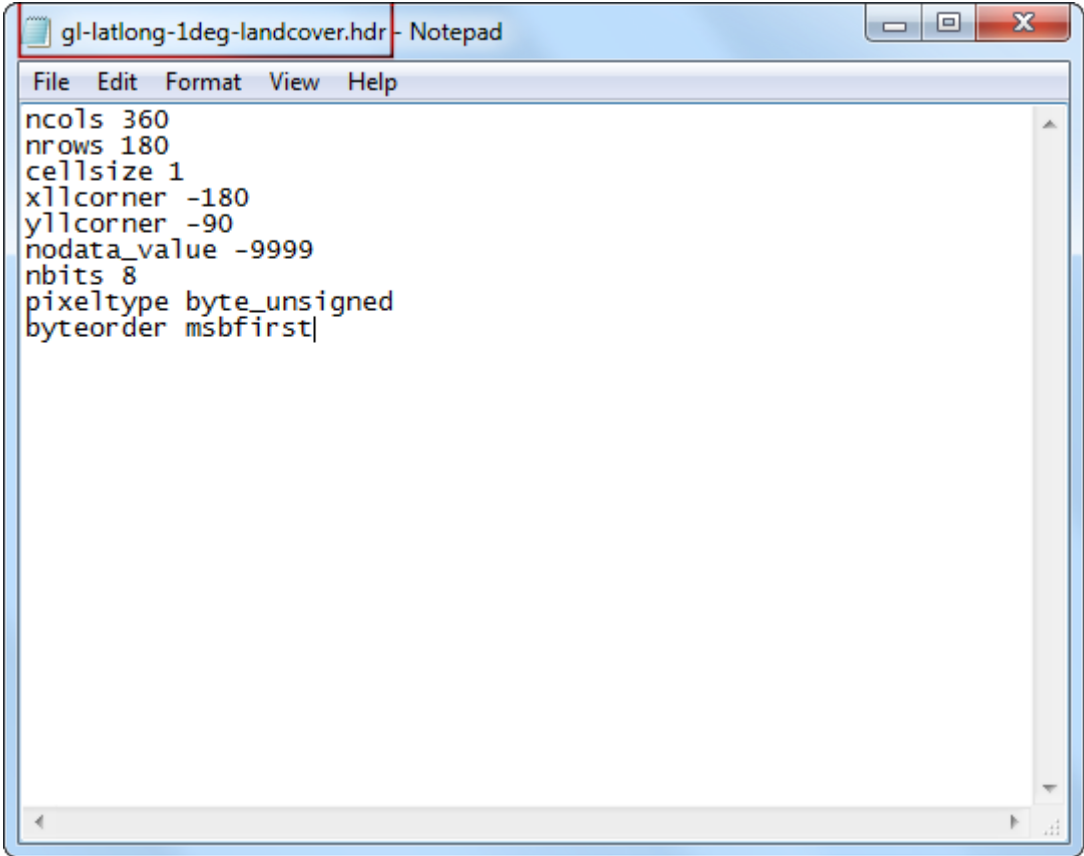 gl-latlong-1deg-landcover.hdr - Notepad
File Edit Format View Help
ncols 360
nrows 180
cellsize 1
xllcorner -180
yllcorner -90
nodata_value -9999
nbits 8
pixeltype byte_unsigned
byteorder msbfirst